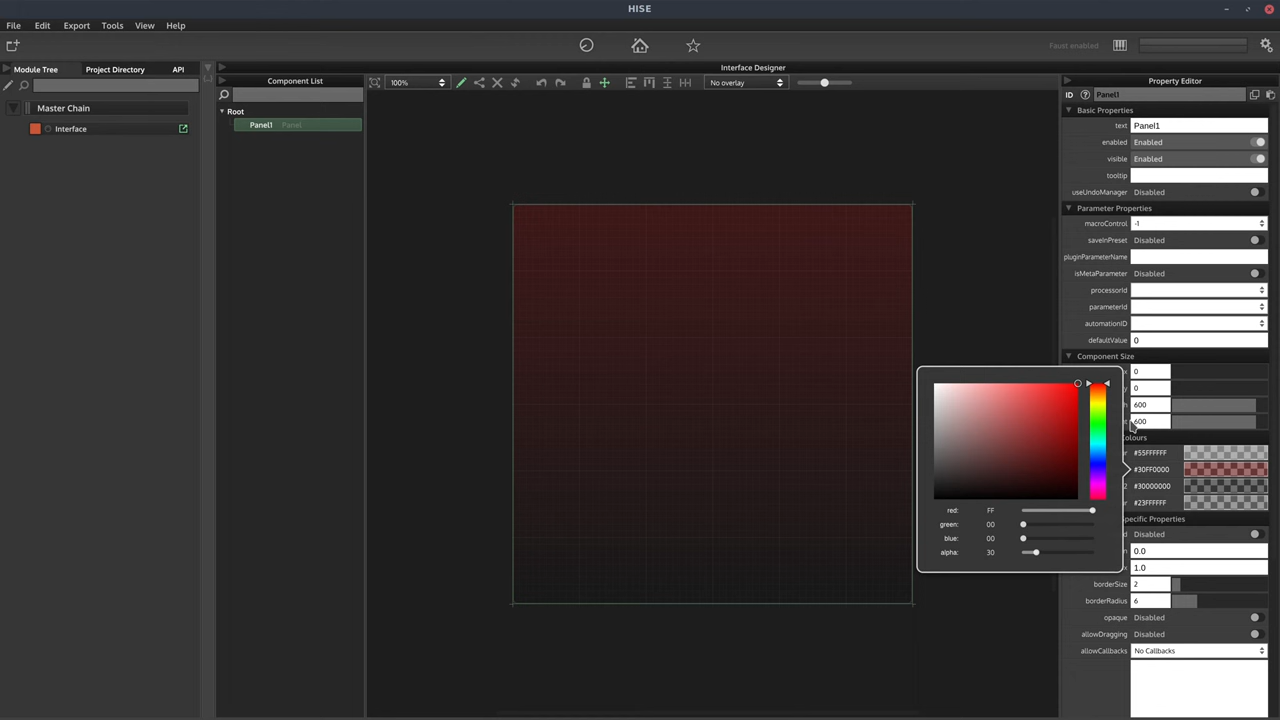 HISE
File Edit Export Tools View Help
Faust enabled
Module Tree Project Directory API
Interface Designer
Component List
Property Editor
100%
No overlay
ID Panel1
Master Chain
Root
Basic Properties
Interface
Panel1 Panel
text Panel1
enabled Enabled
visible Enabled
tooltip
useUndoManager Disabled
Parameter Properties
macroControl -1
saveInPreset Disabled
pluginParameterName
isMetaParameter Disabled
processorId
parameterId
automationID
defaultValue 0
Component Size
0
0
600
600
Colours
#55FFFFFF
#30FF0000
2 #30000000
#23FFFFFF
red: FF
green: 00
blue: 00
alpha: 30
pecific Properties
Disabled
0.0
1.0
borderSize 2
borderRadius 6
opaque Disabled
allowDragging Disabled
allowCallbacks No Callbacks